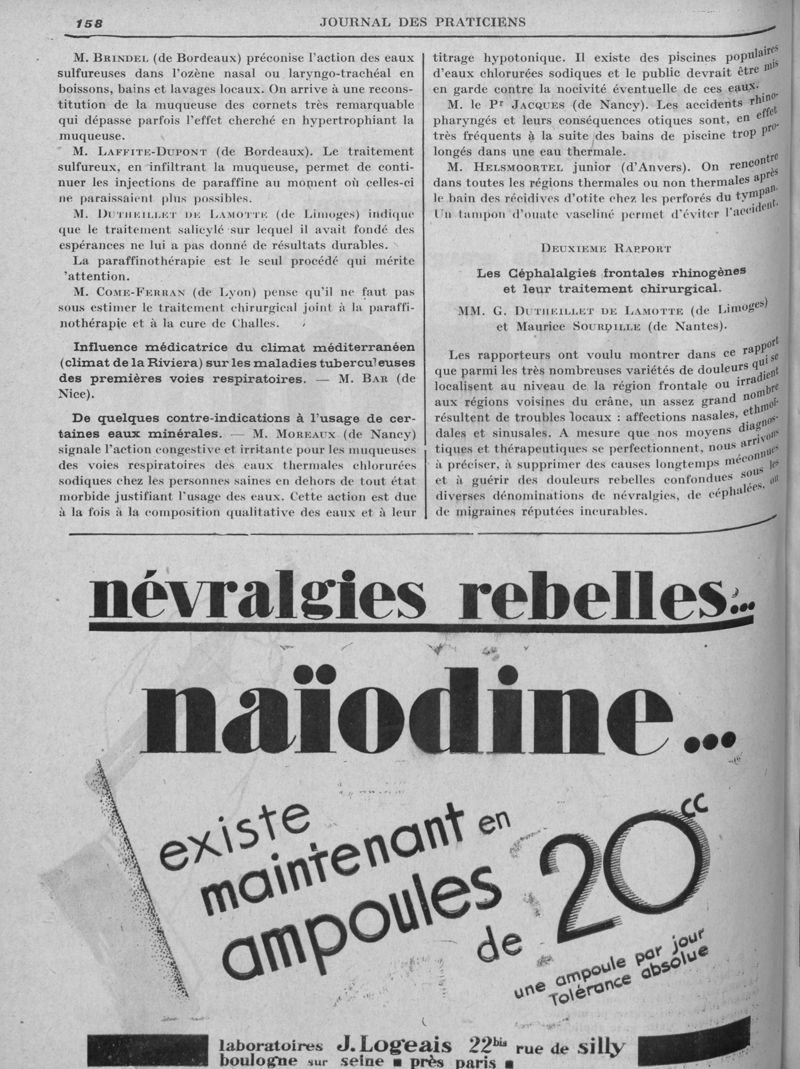 158
JOURNAL DES PRATICIENS
M. BRINDEL (de Bordeaux) préconise l'action des eaux
sulfureuses dans l'ozène nasal ou laryngo-trachéal en
boissons, bains et lavages locaux. On arrive à une recons-
titution de la muqueuse des cornets très remarquable
qui dépasse parfois l'effet cherché en hypertrophiant la
muqueuse.
M. LAFFITE-DUPONT (de Bordeaux). Le traitement
sulfureux, en infiltrant la muqueuse, permet de conti-
nuer les injections de paraffine au moment où celles-ci
ne paraissaient plus possibles.
M. DUTHEILLET DE LAMOTTE (de Limoges) indique
que le traitement salicylé sur lequel il avait fondé des
espérances ne lui a pas donné de résultats durables.
La paraffinothérapie est le seul procédé qui mérite
'attention.
M. COME-FERRAN (de Lyon) pense qu'il ne faut pas
sous estimer le traitement chirurgical joint à la paraffi-
nothérapie et à la cure de Challes.
Influence médicatrice du climat méditerranéen
(climat de la Riviera) sur les maladies tuberculeuses
des premières voies respiratoires. — M. BAR (de
Nice).
De quelques contre-indications à l'usage de cer-
taines eaux minérales. — M. MOREAUX (de Nancy)
signale l'action congestive et irritante pour les muqueuses
des voies respiratoires des eaux thermales chlorurées
sodiques chez les personnes saines en dehors de tout état
morbide justifiant l'usage des eaux. Cette action est due
à la fois à la composition qualitative des eaux et à leur
titrage hypotonique. Il existe des piscines populaires
d'eaux chlorurées sodiques et le public devrait être mis
en garde contre la nocivité éventuelle de ces eaux.
M. le Pr JACQUES (de Nancy). Les accidents rhino-
pharyngés et leurs conséquences otiques sont, en effet
très fréquents à la suite des bains de piscine trop pro-
longés dans une eau thermale.
M. HELSMOORTEL junior (d'Anvers). On rencontre
dans toutes les régions thermales ou non thermales après
le bain des récidives d'otite chez les perforés du tympan.
Un tampon d'ouate vaseliné permet d'éviter l'accident.
DEUXIEME RAPPORT
Les Céphalalgies frontales rhinogènes
et leur traitement chirurgical.
MM. G. DUTHEILLET DE LAMOTTE (de Limoges)
et Maurice SOURDILLE (de Nantes).
Les rapporteurs ont voulu montrer dans ce rapport
que parmi les très nombreuses variétés de douleurs qui se
localisent au niveau de la région frontale ou irradient
aux régions voisines du crâne, un assez grand nombre
résultent de troubles locaux : affections nasales, ethmoï-
dales et sinusales. A mesure que nos moyens diagnos-
tiques et thérapeutiques se perfectionnent, nous arrivons
à préciser, à supprimer des causes longtemps méconnues
et à guérir des douleurs rebelles confondues sous les
diverses dénominations de névralgies, de céphalées, ou
de migraines réputées incurables.
névralgies rebelles...
naïodine...
existe
maintenant en
ampoules
de 20cc
une ampoule par jour
Tolérance absolue
laboratoires J. Logeais 22bis rue de silly
boulogne sur seine ■ près paris ■